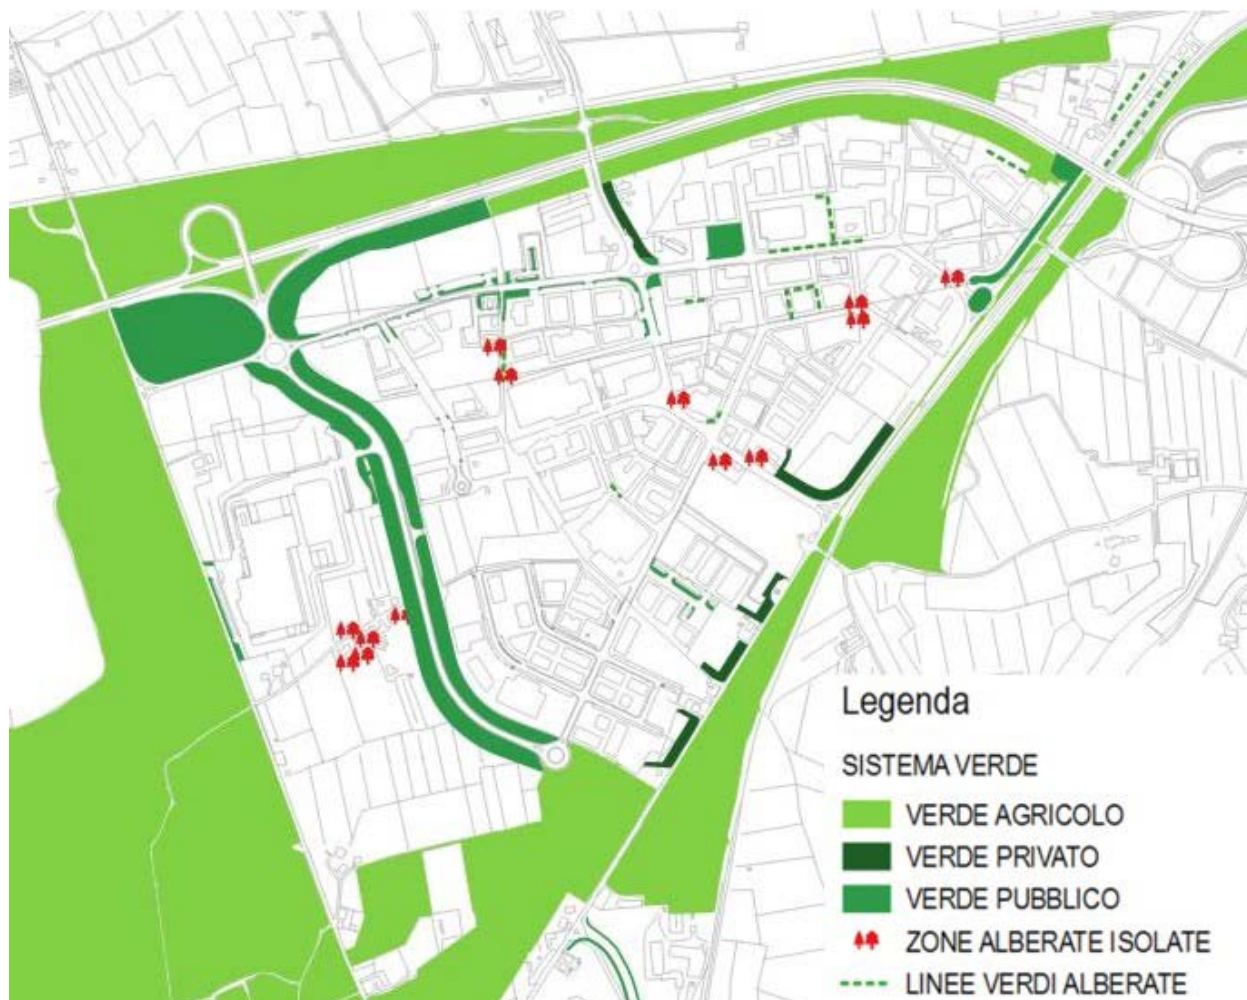 Legenda
SISTEMA VERDE
VERDE AGRICOLO
VERDE PRIVATO
VERDE PUBBLICO
ZONE ALBERATE ISOLATE
LINEE VERDI ALBERATE